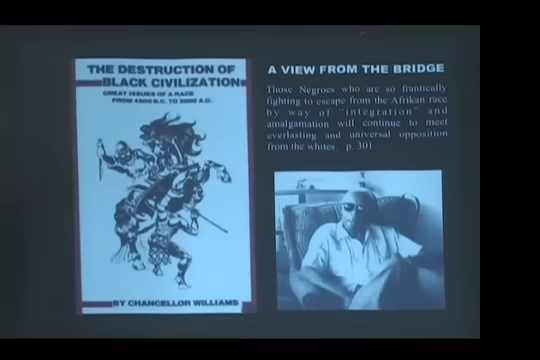 THE DESTRUCTION OF
BLACK CIVILIZATION
GREAT ISSUES OF A RACE
FROM 4500 B.C. TO 2000 A.D.
BY CHANCELLOR WILLIAMS
A VIEW FROM THE BRIDGE
Those Negroes who are so frantically
fighting to escape from the Afrikan race
by way of "integration" and
amalgamation will continue to meet
everlasting and universal opposition
from the whites. p. 301